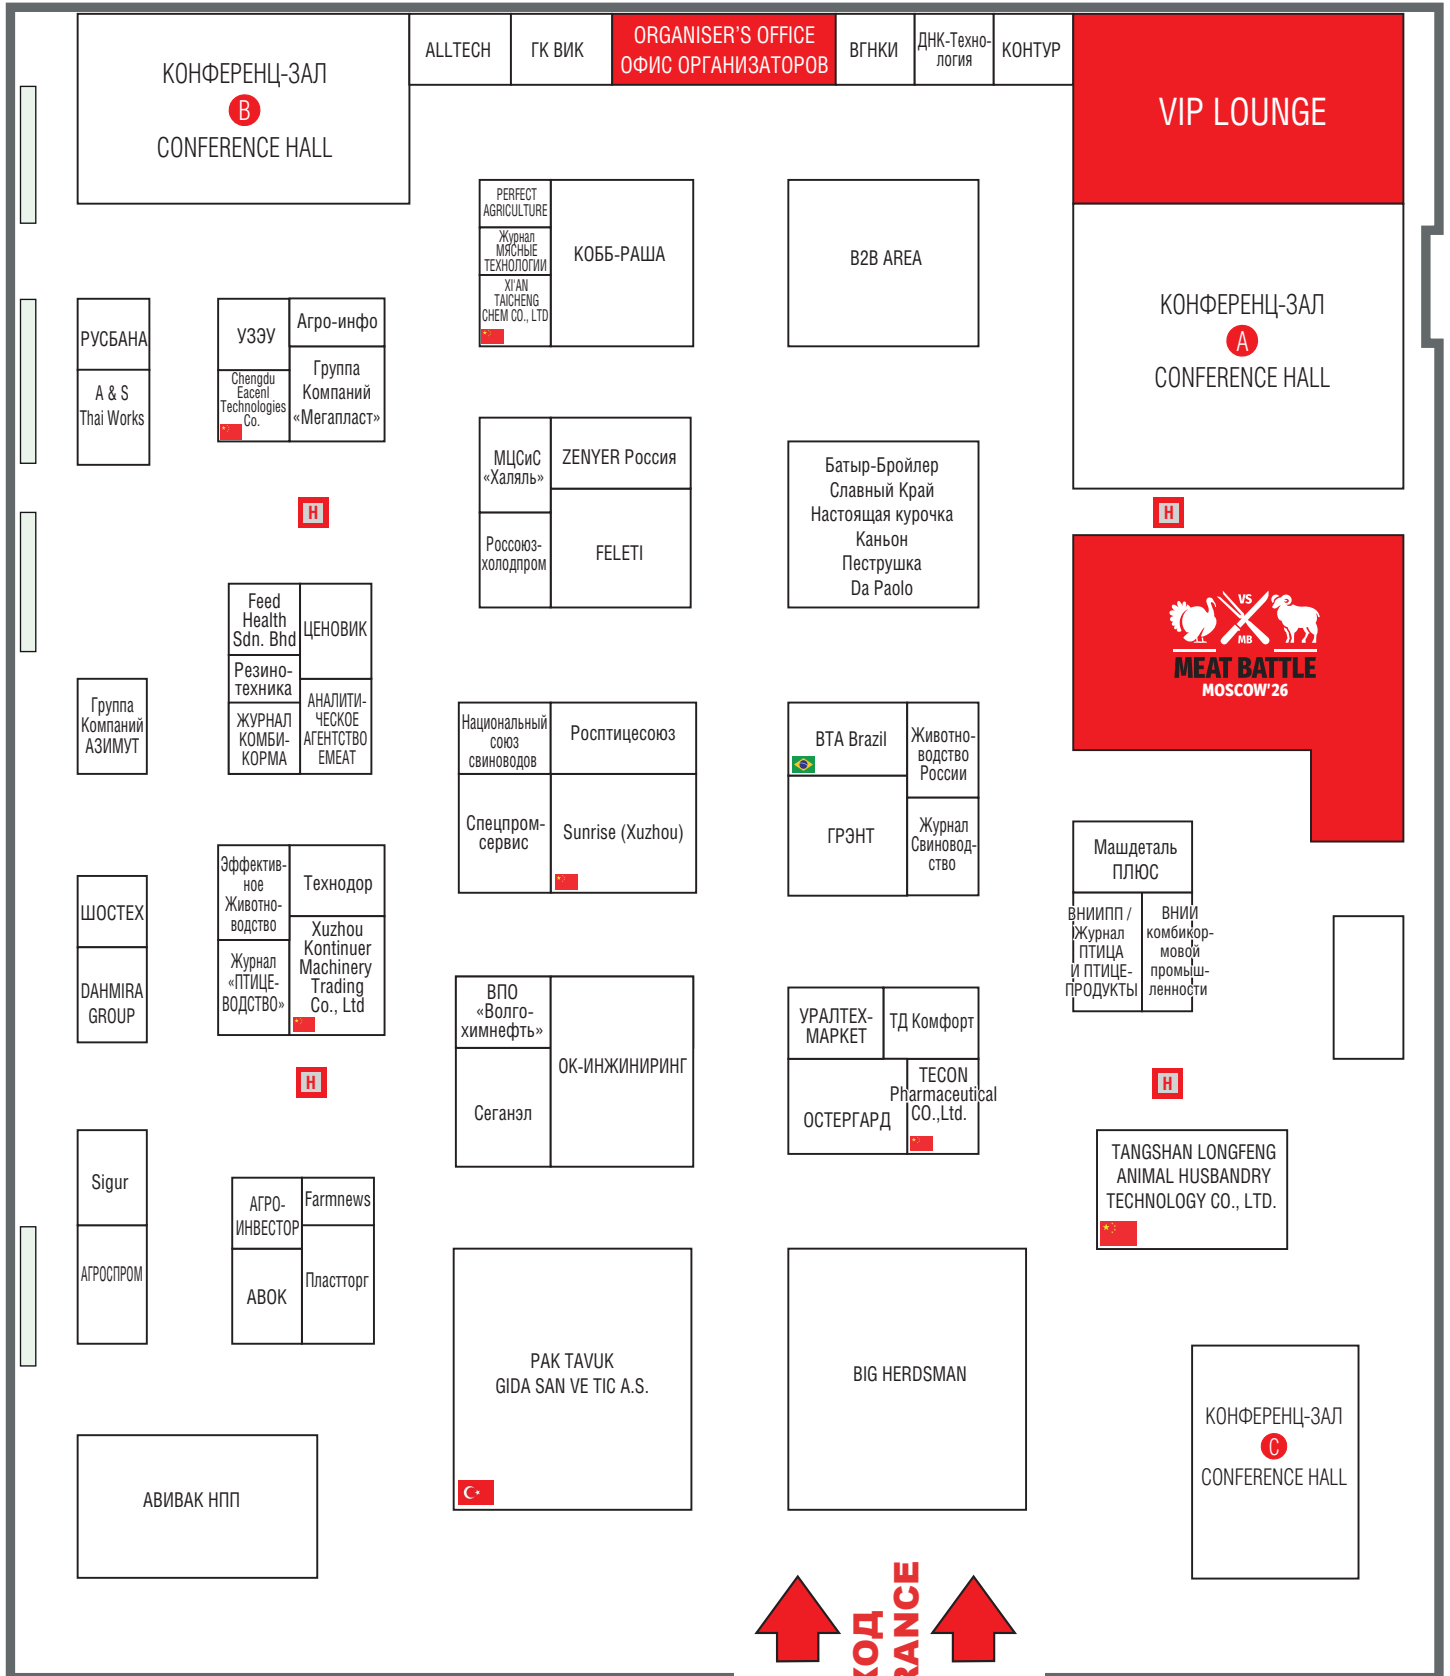 КОНФЕРЕНЦ-ЗАЛ
B
CONFERENCE HALL
ALLTECH
ГК ВИК
ORGANISER'S OFFICE
ОФИС ОРГАНИЗАТОРОВ
ВГНКИ
ДНК-Техно-
логия
КОНТУР
VIP LOUNGE
PERFECT
AGRICULTURE
Журнал
МЯСНЫЕ
ТЕХНОЛОГИИ
XI'AN
TAICHENG
CHEM CO., LTD
КОББ-РАША
B2B AREA
КОНФЕРЕНЦ-ЗАЛ
A
CONFERENCE HALL
РУСБАНА
A & S
Thai Works
УЗЭУ
Агро-инфо
Chengdu
Eacenl
Technologies
Co.
Группа
Компаний
«Мегапласт»
МЦСиС
«Халяль»
ZENYER Россия
Россоюз-
холодпром
FELETI
Батыр-Бройлер
Славный Край
Настоящая курочка
Каньон
Пеструшка
Da Paolo
H
H
Feed
Health
Sdn. Bhd
ЦЕНОВИК
Резино-
техника
ЖУРНАЛ
КОМБИ-
КОРМА
АНАЛИТИ-
ЧЕСКОЕ
АГЕНТСТВО
EMEAT
VS
MB
MEAT BATTLE
MOSCOW'26
Группа
Компаний
АЗИМУТ
Национальный
союз
свиноводов
Росптицесоюз
Спецпром-
сервис
Sunrise (Xuzhou)
BTA Brazil
Животно-
водство
России
ГРЭНТ
Журнал
Свиновод-
ство
Машдеталь
ПЛЮС
ВНИИПП /
Журнал
ПТИЦА
И ПТИЦЕ-
ПРОДУКТЫ
ВНИИ
комбикор-
мовой
промыш-
ленности
ШОСТЕХ
DAHMIRA
GROUP
Эффектив-
ное
Животно-
водство
Технодор
Журнал
«ПТИЦЕ-
ВОДСТВО»
Xuzhou
Kontinuer
Machinery
Trading
Co., Ltd
ВПО
«Волго-
химнефть»
ОК-ИНЖИНИРИНГ
Сеганэл
УРАЛТЕХ-
МАРКЕТ
ТД Комфорт
ОСТЕРГАРД
TECON
Pharmaceutical
CO.,Ltd.
H
H
TANGSHAN LONGFENG
ANIMAL HUSBANDRY
TECHNOLOGY CO., LTD.
Sigur
АГРОСПРОМ
АГРО-
ИНВЕСТОР
Farmnews
АВОК
Пластторг
PAK TAVUK
GIDA SAN VE TIC A.S.
BIG HERDSMAN
КОНФЕРЕНЦ-ЗАЛ
C
CONFERENCE HALL
АВИВАК НПП